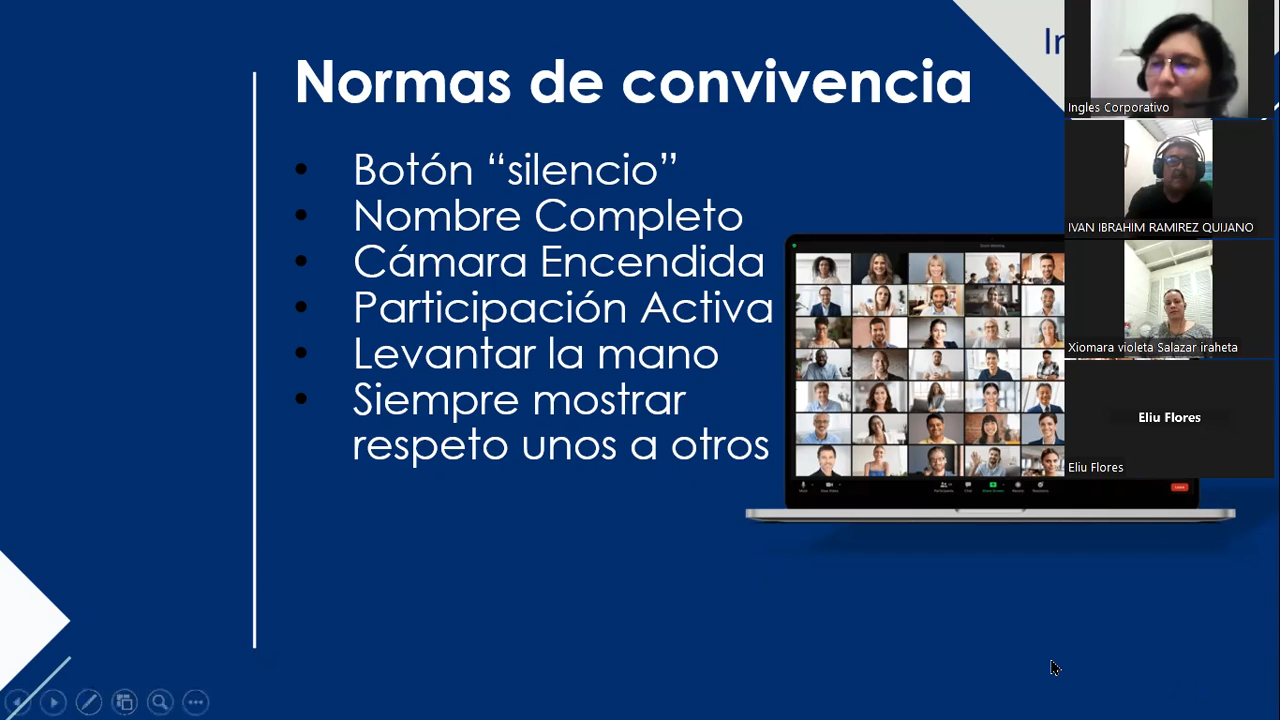 Normas de convivencia
Botón “silencio”
Nombre Completo
Cámara Encendida
Participación Activa
Levantar la mano
Siempre mostrar
respeto unos a otros
Ingles Corporativo
IVAN IBRAHIM RAMIREZ QUIJANO
Xiomara violeta Salazar iraheta
Eliu Flores
Eliu Flores